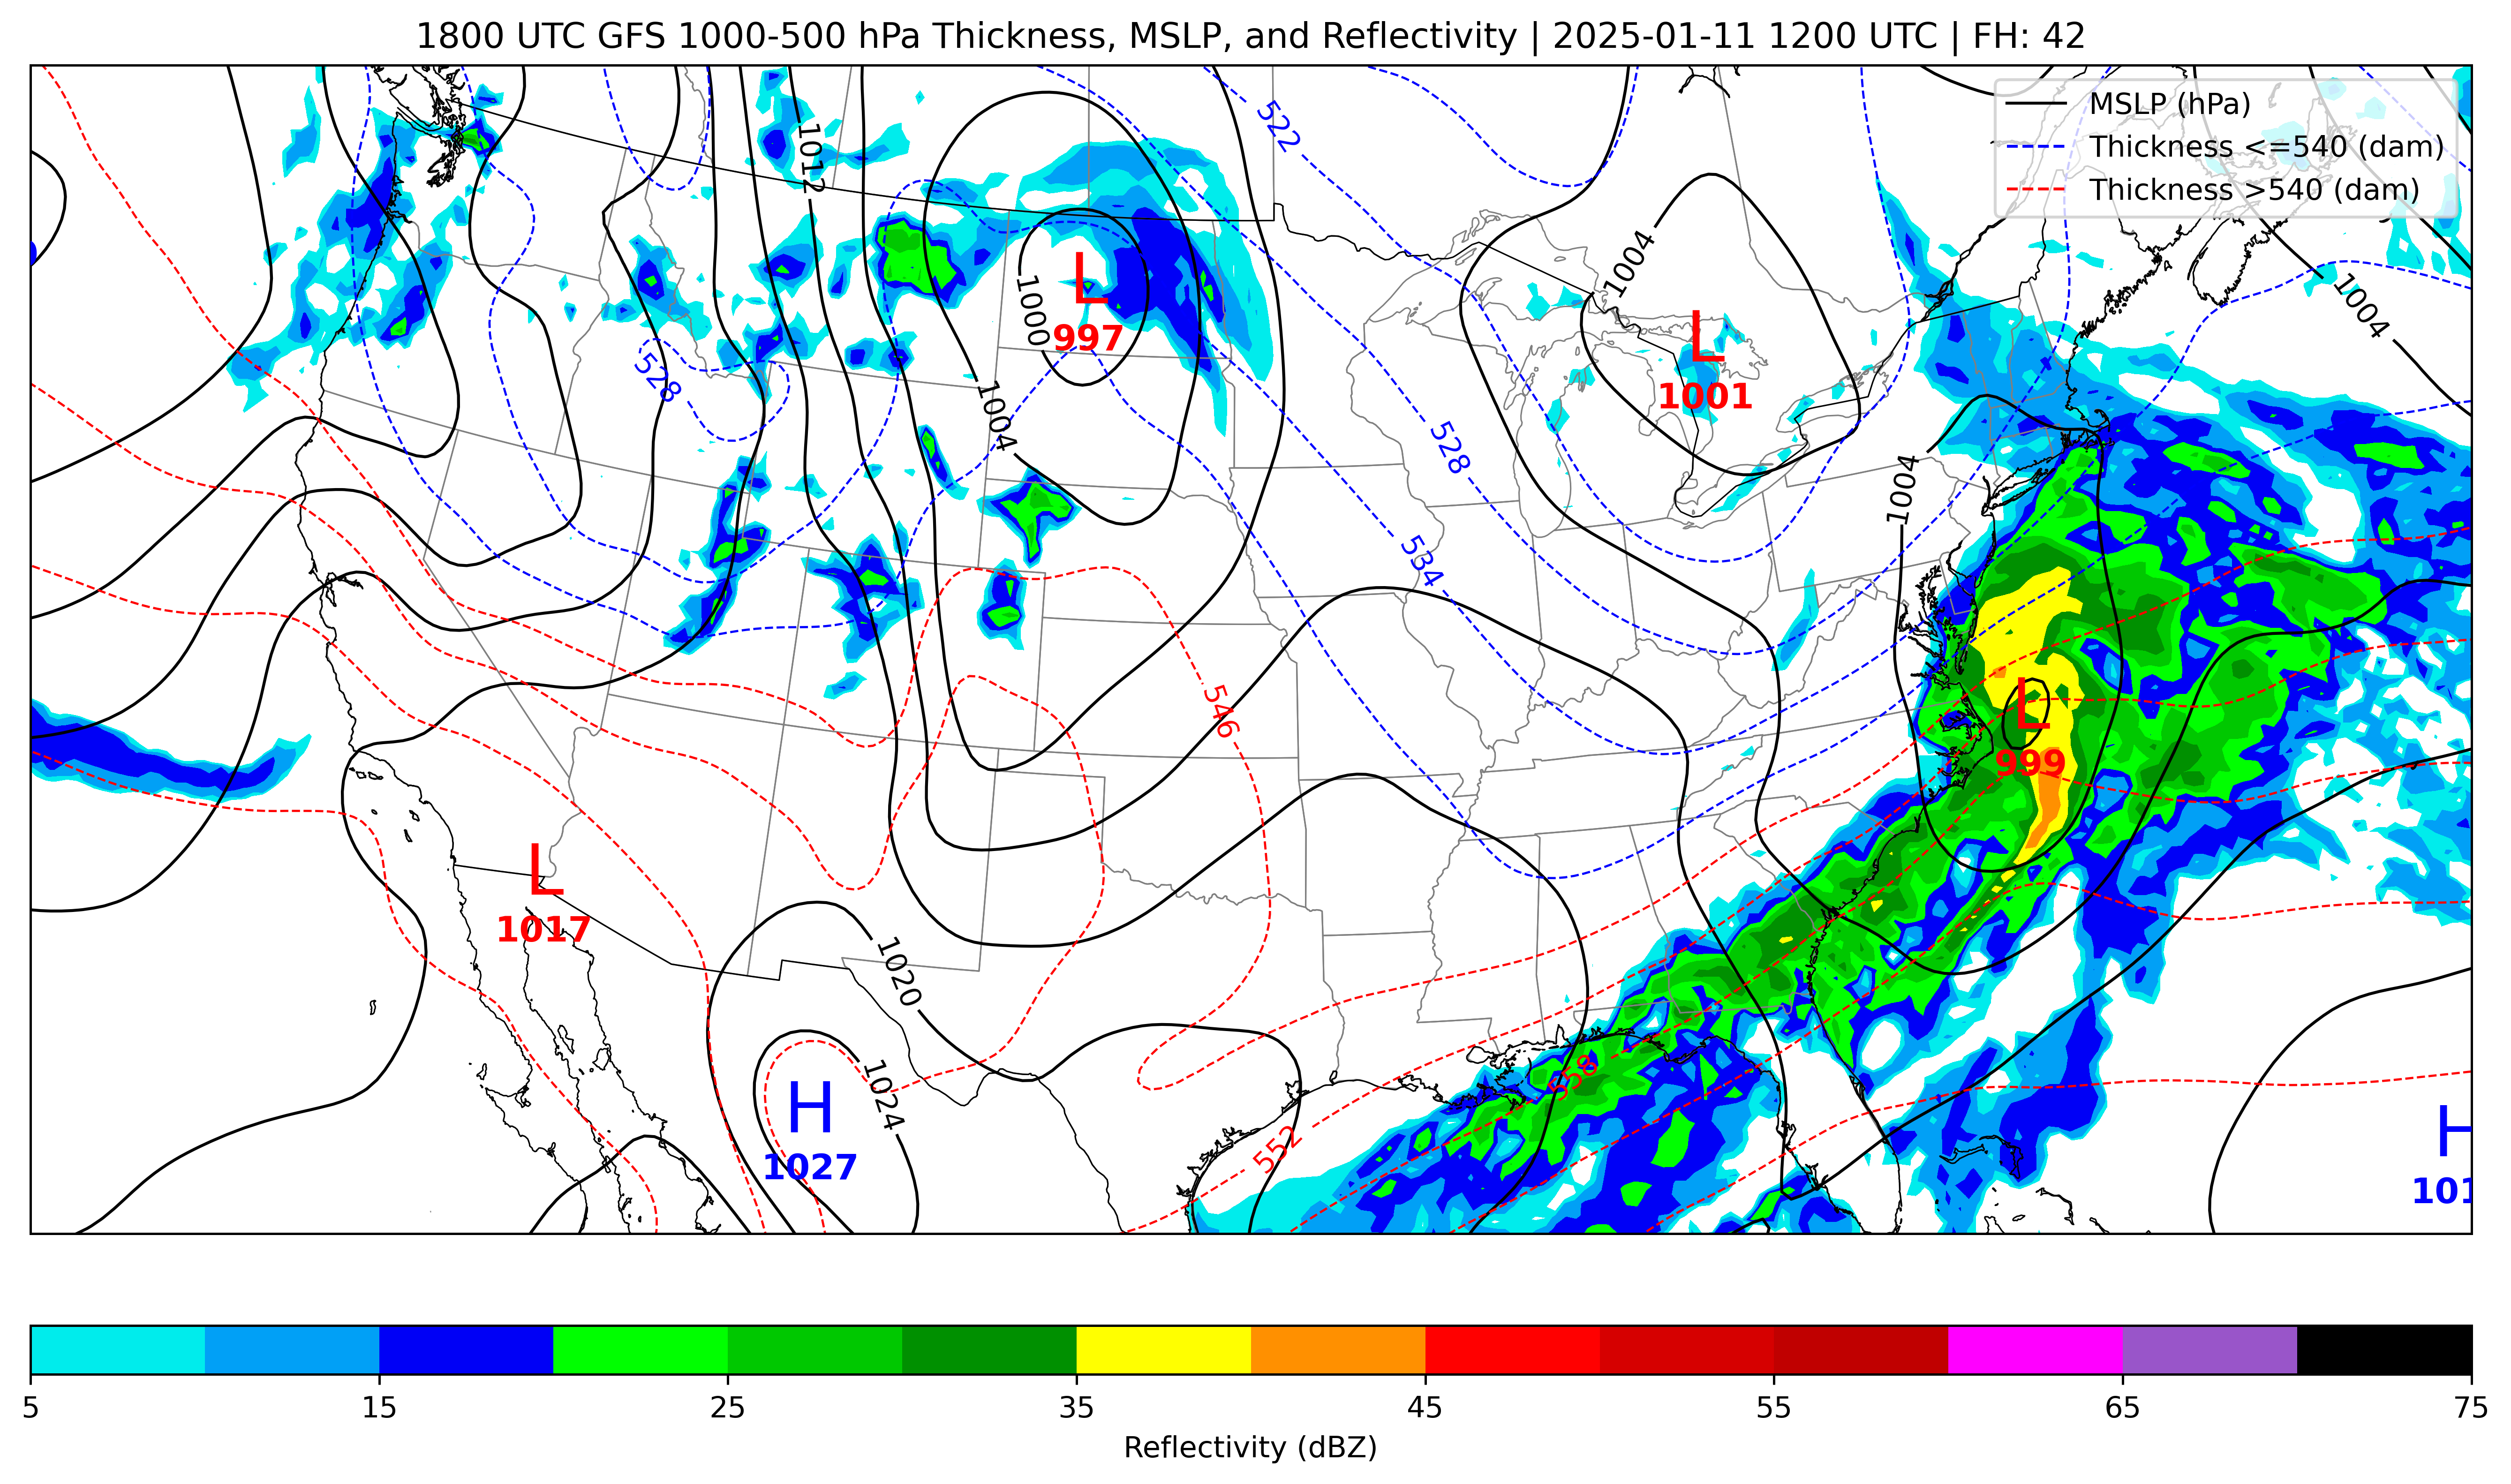 1800 UTC GFS 1000-500 hPa Thickness, MSLP, and Reflectivity | 2025-01-11 1200 UTC | FH: 42
MSLP (hPa)
Thickness <=540 (dam)
Thickness >540 (dam)
522
1012
1004
1004
1000
L
997
L
1001
528
1004
528
1004
534
546
L
999
L
1017
1020
1024
558
552
H
1027
H
5
15
25
35
45
55
65
75
Reflectivity (dBZ)